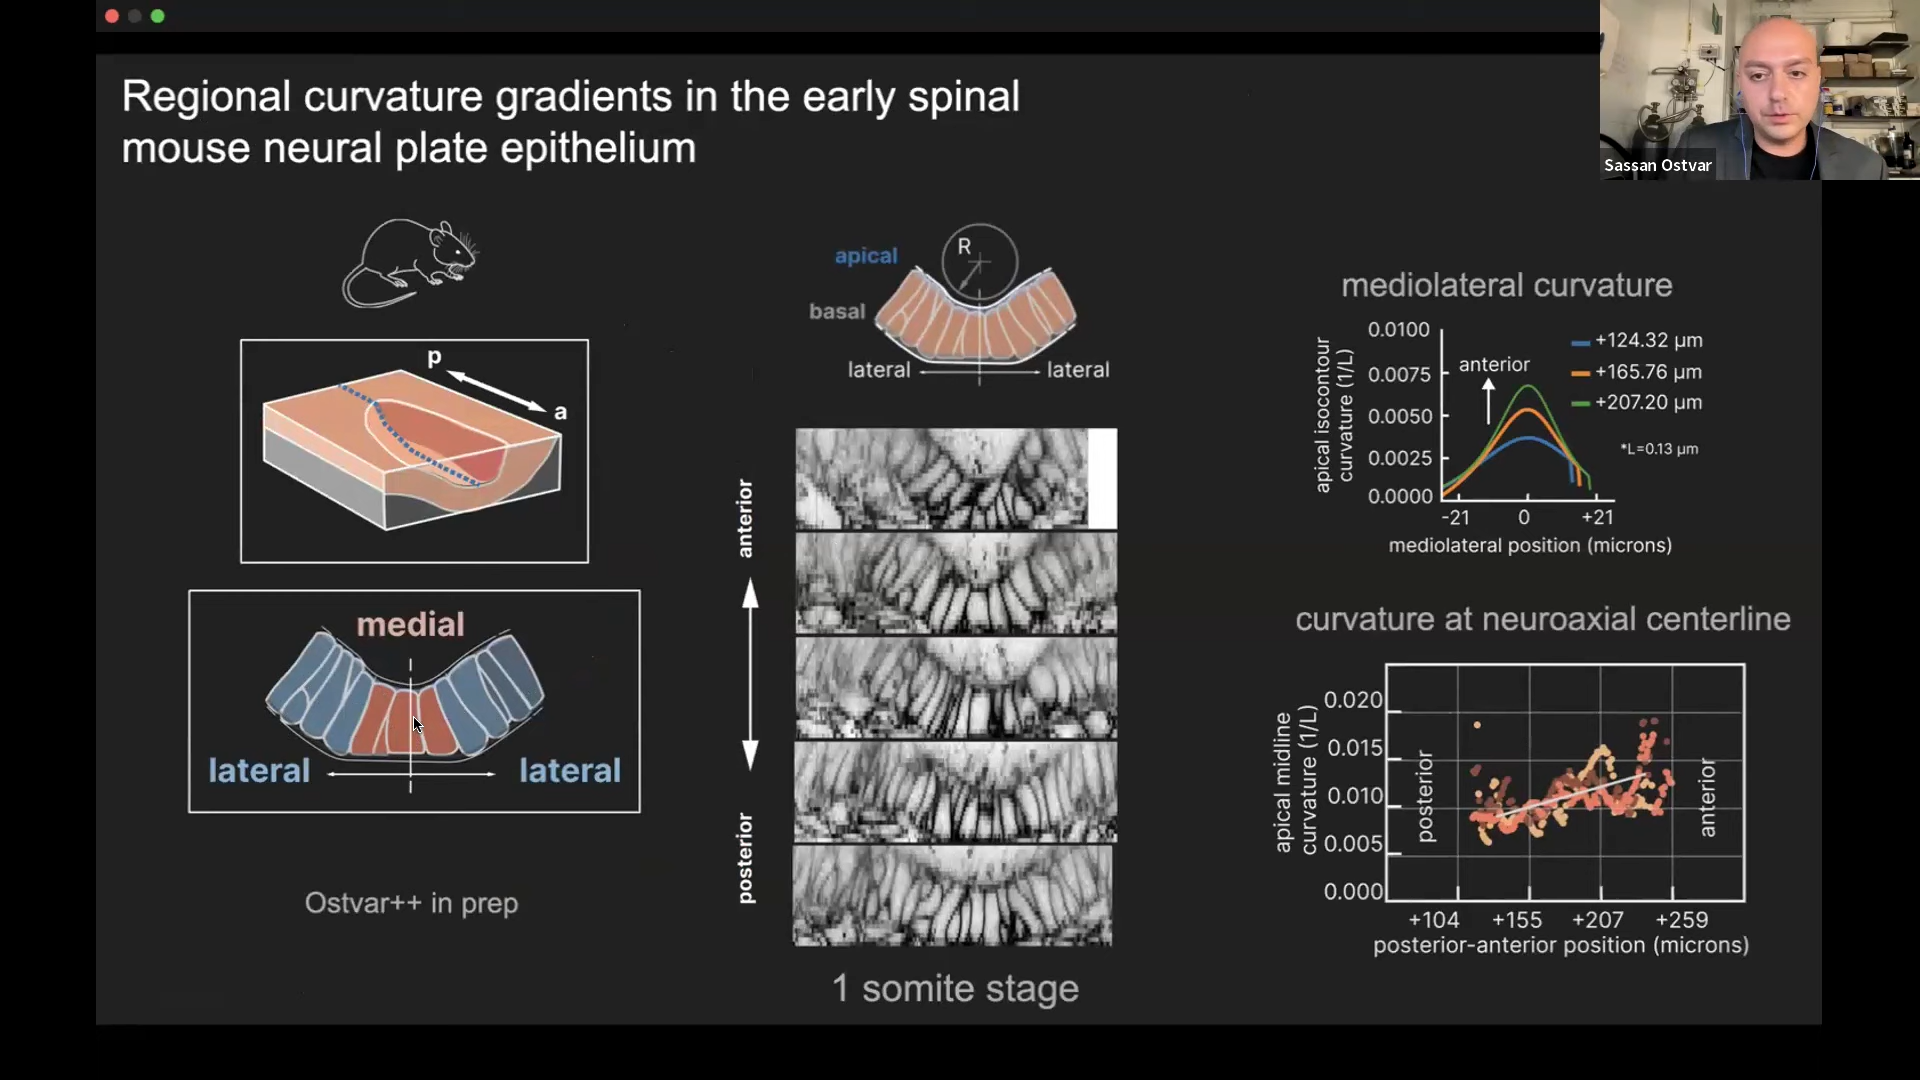 Regional curvature gradients in the early spinal
mouse neural plate epithelium
Sassan Ostvar
p
a
medial
lateral
lateral
Ostvar++ in prep
apical
R
basal
lateral
lateral
anterior
posterior
1 somite stage
mediolateral curvature
apical isocontour
curvature (1/L)
0.0100
0.0075
0.0050
0.0025
0.0000
anterior
+124.32 µm
+165.76 µm
+207.20 µm
*L=0.13 µm
-21
0
+21
mediolateral position (microns)
curvature at neuroaxial centerline
apical midline
curvature (1/L)
0.020
0.015
0.010
0.005
0.000
posterior
anterior
+104
+155
+207
+259
posterior-anterior position (microns)